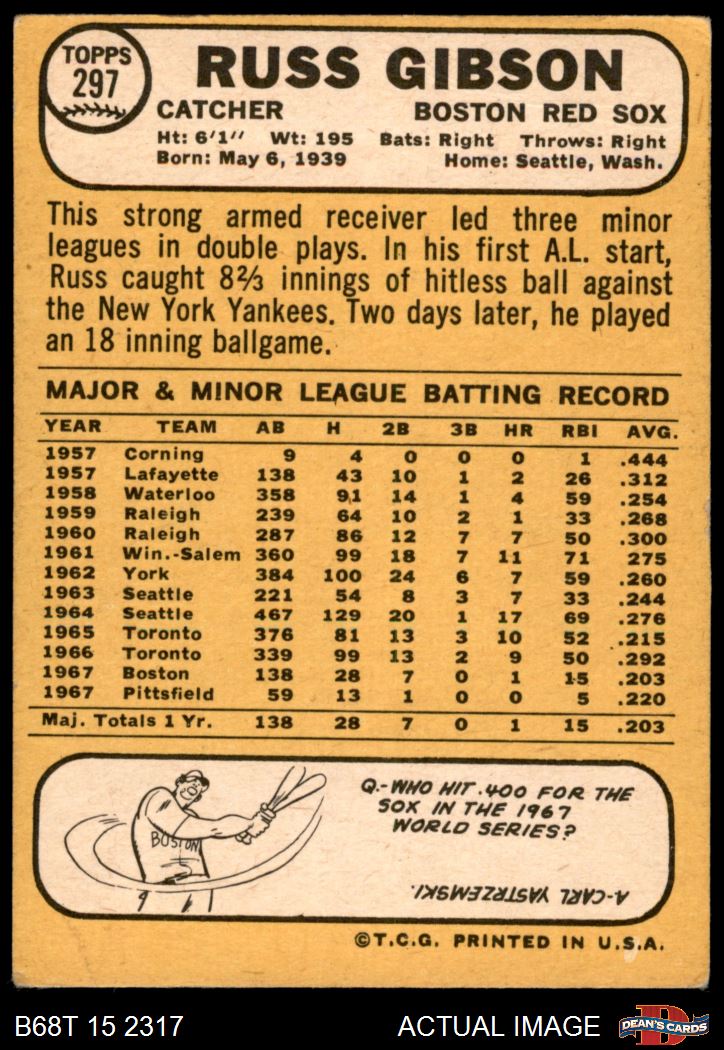 TOPPS
297
RUSS GIBSON
CATCHER BOSTON RED SOX
Ht: 6'1" Wt: 195 Bats: Right Throws: Right
Born: May 6, 1939 Home: Seattle, Wash.
This strong armed receiver led three minor
leagues in double plays. In his first A.L. start,
Russ caught 8⅔ innings of hitless ball against
the New York Yankees. Two days later, he played
an 18 inning ballgame.
MAJOR & MINOR LEAGUE BATTING RECORD
YEAR TEAM AB H 2B 3B HR RBI AVG.
1957 Corning 9 4 0 0 0 1 .444
1957 Lafayette 138 43 10 1 2 26 .312
1958 Waterloo 358 91 14 1 4 59 .254
1959 Raleigh 239 64 10 2 1 33 .268
1960 Raleigh 287 86 12 7 7 50 .300
1961 Win.-Salem 360 99 18 7 11 71 275
1962 York 384 100 24 6 7 59 .260
1963 Seattle 221 54 8 3 7 33 .244
1964 Seattle 467 129 20 1 17 69 .276
1965 Toronto 376 81 13 3 10 52 .215
1966 Toronto 339 99 13 2 9 50 .292
1967 Boston 138 28 7 0 1 15 .203
1967 Pittsfield 59 13 1 0 0 5 .220
Maj. Totals 1 Yr. 138 28 7 0 1 15 .203
BOSTON
Q.-WHO HIT .400 FOR THE
SOX IN THE 1967
WORLD SERIES?
A-CARL YASTRZEMSKI.
©T.C.G. PRINTED IN U.S.A.
B68T 15 2317 ACTUAL IMAGE D DEAN'S CARDS